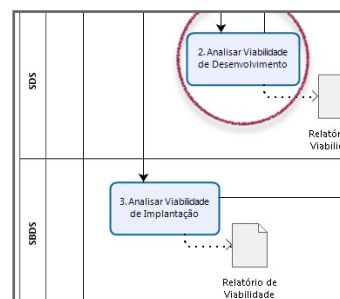 SDS
2. Analisar Viabilidade
de Desenvolvimento
SBDS
3. Analisar Viabilidade
de Implantação
Relatório de
Viabilidade